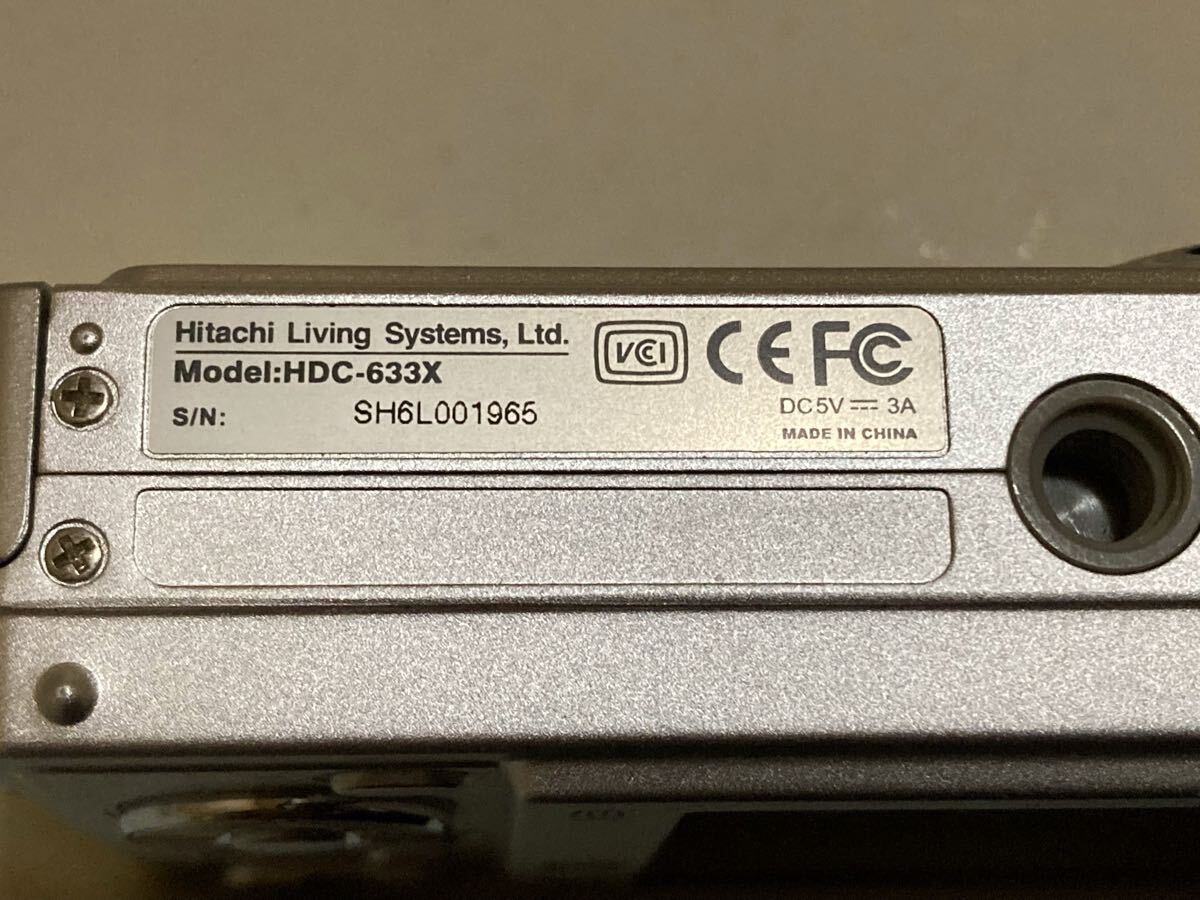 Hitachi Living Systems, Ltd.
Model:HDC-633X
S/N: SH6L001965
VCI CE FC
DC5V ⎓ 3A
MADE IN CHINA